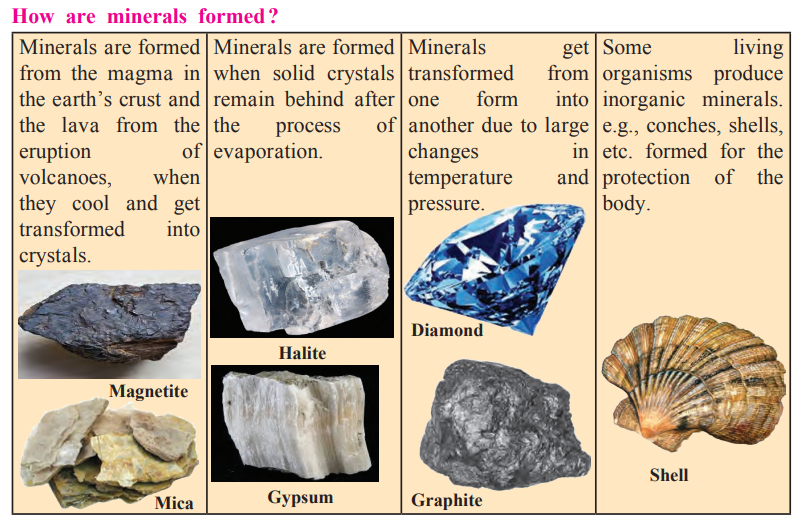 How are minerals formed?
Minerals are formed
from the magma in
the earth's crust and
the lava from the
eruption of
volcanoes, when
they cool and get
transformed into
crystals.
Magnetite
Mica
Minerals are formed
when solid crystals
remain behind after
the process of
evaporation.
Halite
Gypsum
Minerals get
transformed from
one form into
another due to large
changes in
temperature and
pressure.
Diamond
Graphite
Some living
organisms produce
inorganic minerals.
e.g., conches, shells,
etc. formed for the
protection of the
body.
Shell